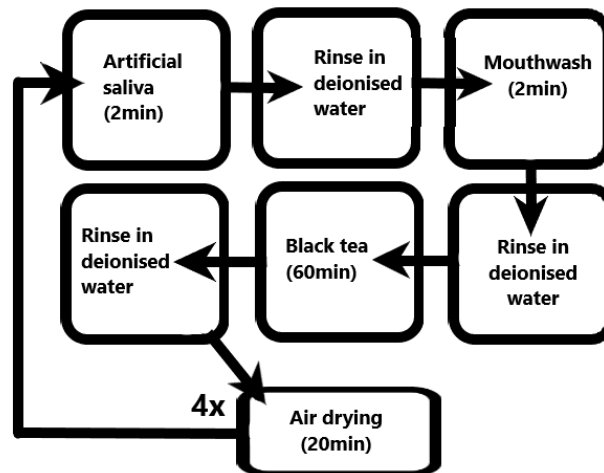 Artificial
saliva
(2min)
Rinse in
deionised
water
Mouthwash
(2min)
Rinse in
deionised
water
Black tea
(60min)
Rinse in
deionised
water
4x
Air drying
(20min)